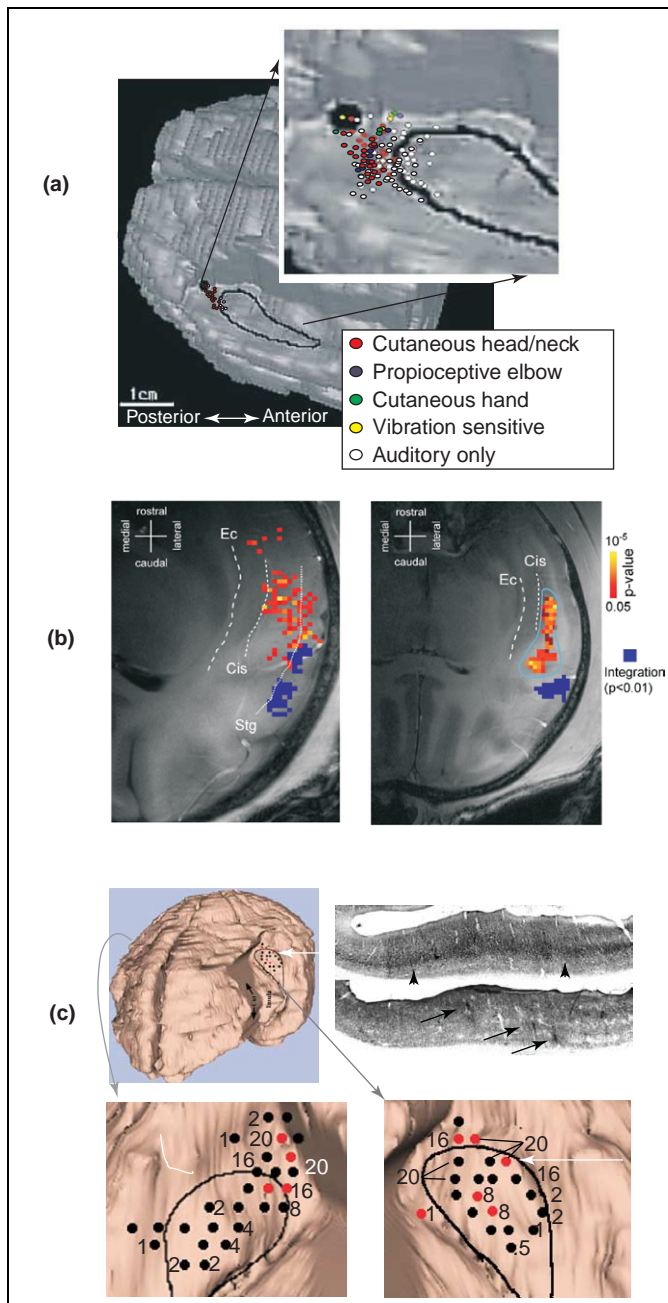 (a)
1cm
Posterior Anterior
Cutaneous head/neck
Propioceptive elbow
Cutaneous hand
Vibration sensitive
Auditory only
(b)
rostral
medial
lateral
caudal
Ec
Cis
Stg
rostral
medial
lateral
caudal
Ec
Cis
10-5
p-value
0.05
Integration
(p<0.01)
(c)
2
1 20
16 20
16
2 8
4
1 4
2 2
16
20
20 16
8 2
1 8 2
1
.5